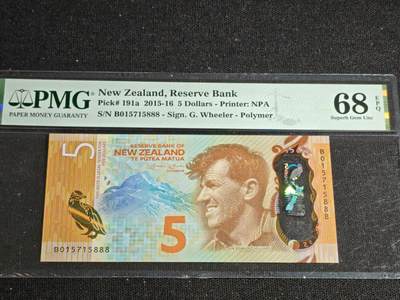 PMG
PAPER MONEY GUARANTY
New Zealand, Reserve Bank
Pick# 191a 2015-16 5 Dollars - Printer: NPA
S/N B015715888 - Sign. G. Wheeler - Polymer
68 EPQ
Superb Gem Unc
5
RESERVE BANK OF
NEW ZEALAND
TE PŪTEA MATUA
5
B015715888
B015715888